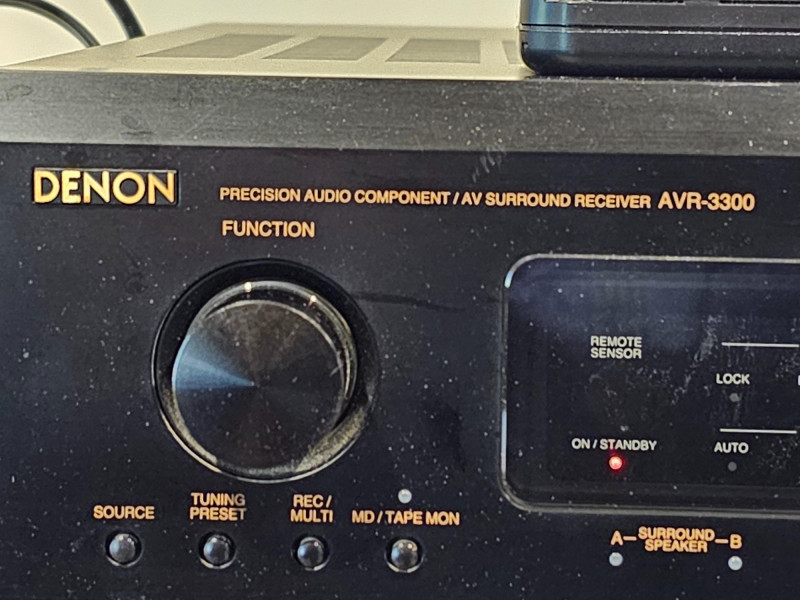 DENON
PRECISION AUDIO COMPONENT / AV SURROUND RECEIVER AVR-3300
FUNCTION
REMOTE
SENSOR
LOCK
ON / STANDBY
AUTO
SOURCE
TUNING
PRESET
REC /
MULTI
MD / TAPE MON
A – SURROUND – B
SPEAKER